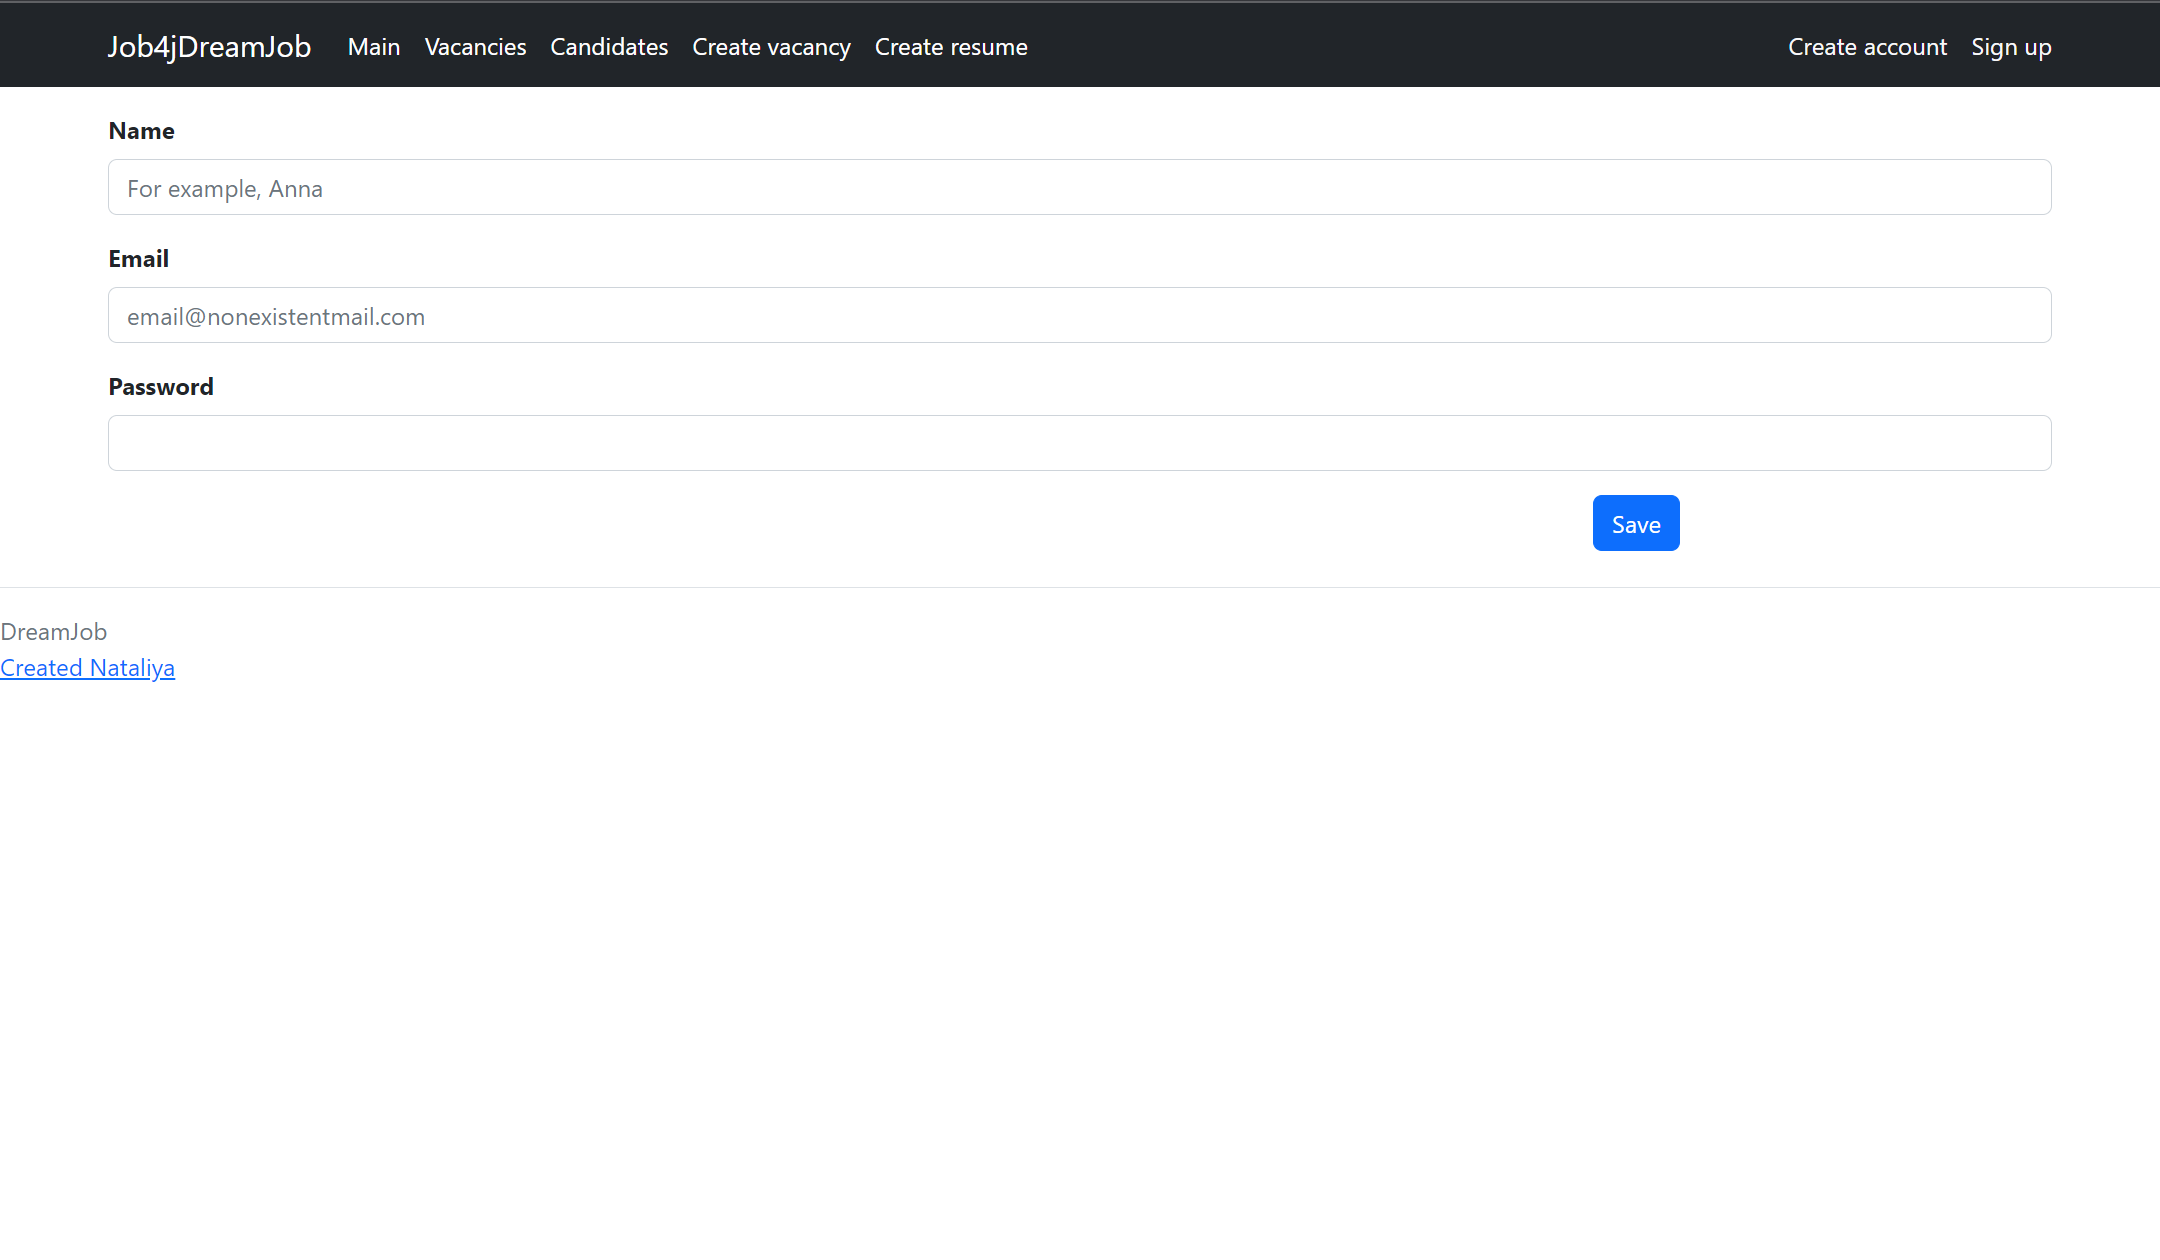 Job4jDreamJob Main Vacancies Candidates Create vacancy Create resume Create account Sign up
Name
For example, Anna
Email
email@nonexistentmail.com
Password
Save
DreamJob
Created Nataliya